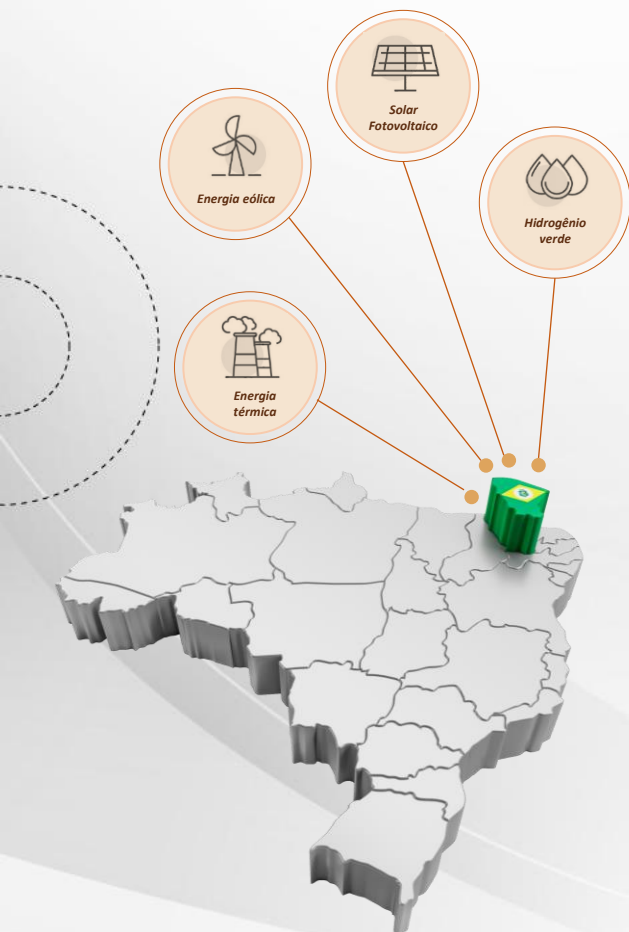 Solar
Fotovoltaico
Energia eólica
Hidrogênio
verde
Energia
térmica